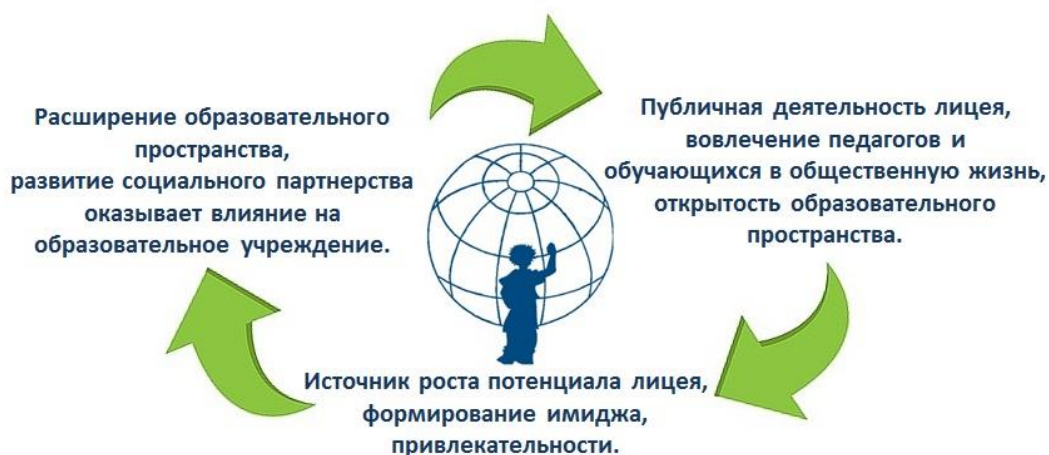 Расширение образовательного
пространства,
развитие социального партнерства
оказывает влияние на
образовательное учреждение.
Публичная деятельность лицея,
вовлечение педагогов и
обучающихся в общественную жизнь,
открытость образовательного
пространства.
Источник роста потенциала лицея,
формирование имиджа,
привлекательности.